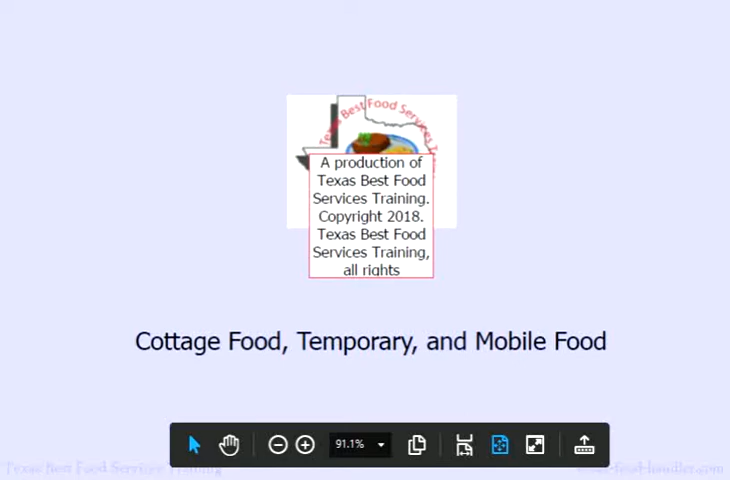 Texas Best Food Services
A production of
Texas Best Food
Services Training.
Copyright 2018.
Texas Best Food
Services Training,
all rights
Cottage Food, Temporary, and Mobile Food
91.1%
Texas Best Food Services Training